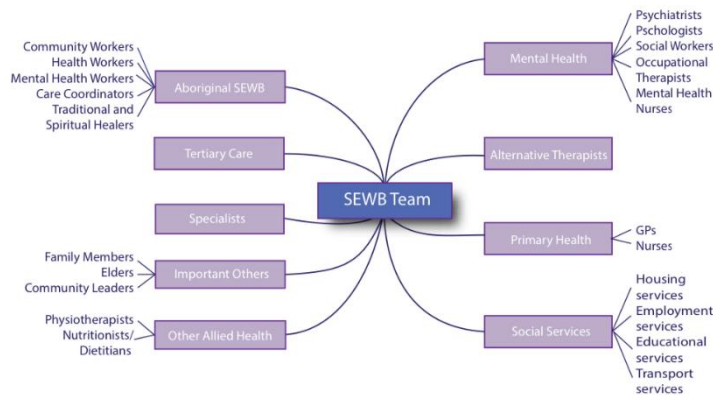 Community Workers
Health Workers
Mental Health Workers
Care Coordinators
Traditional and
Spiritual Healers
Aboriginal SEWB
Tertiary Care
Specialists
Family Members
Elders
Community Leaders
Important Others
Physiotherapists
Nutritionists/
Dietitians
Other Allied Health
SEWB Team
Mental Health
Psychiatrists
Pschologists
Social Workers
Occupational
Therapists
Mental Health
Nurses
Alternative Therapists
Primary Health
GPs
Nurses
Social Services
Housing
services
Employment
services
Educational
services
Transport
services